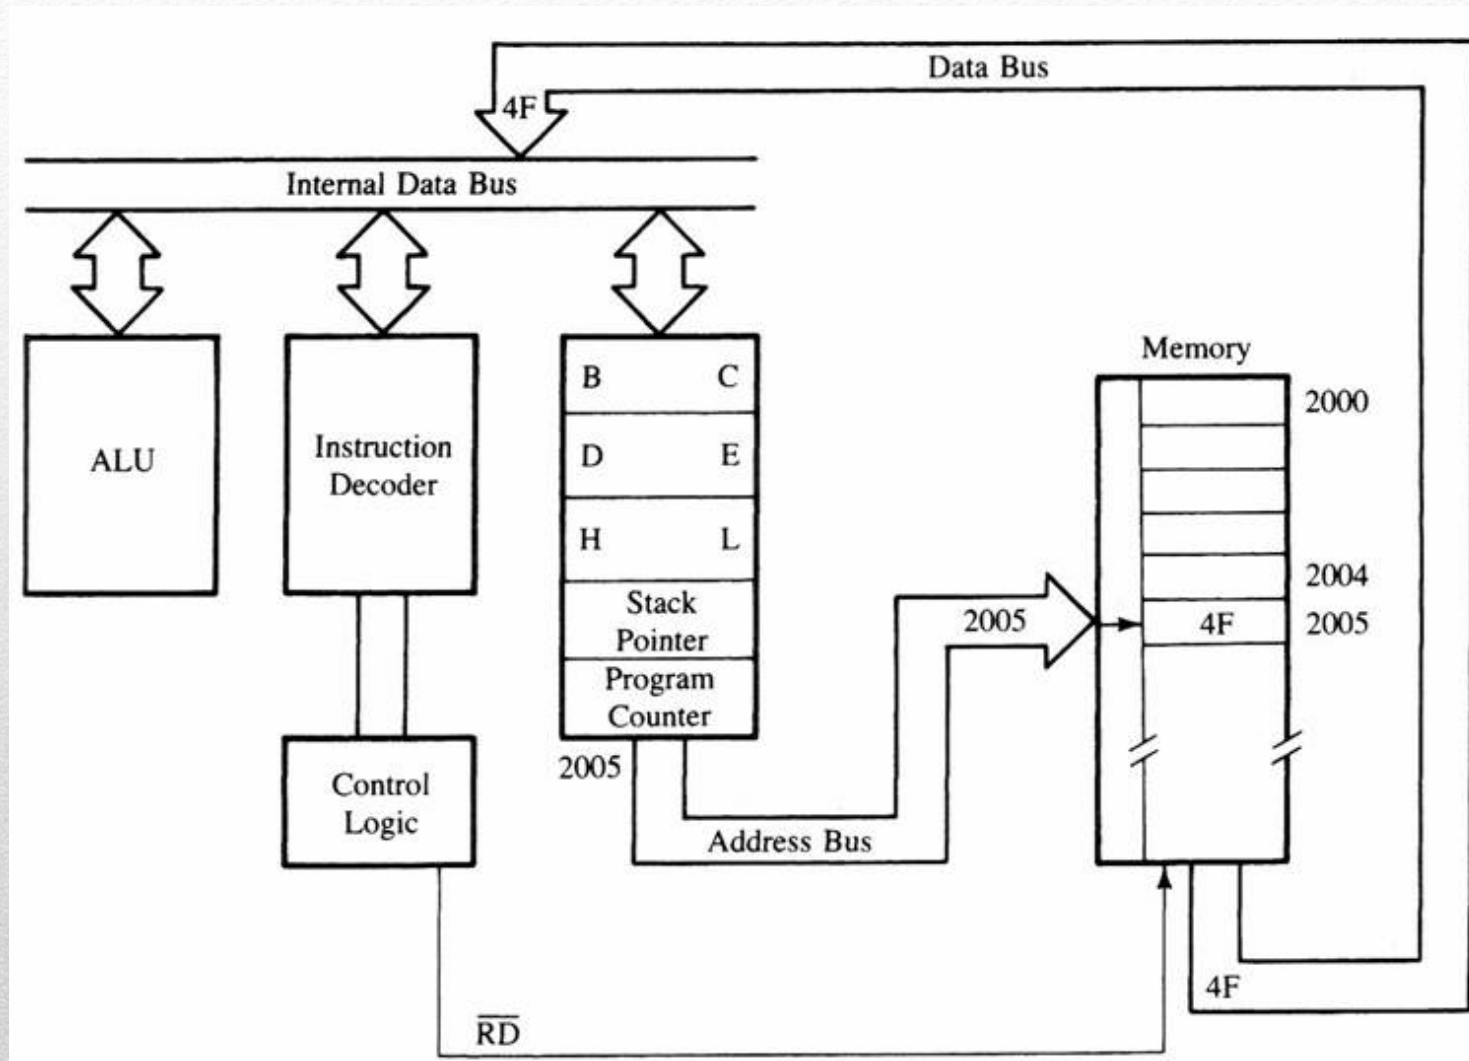 Data Bus
4F
Internal Data Bus
ALU
Instruction
Decoder
B C
D E
H L
Stack
Pointer
Program
Counter
2005
Control
Logic
Address Bus
2005
Memory
2000
2004
4F 2005
4F
R̅D̅